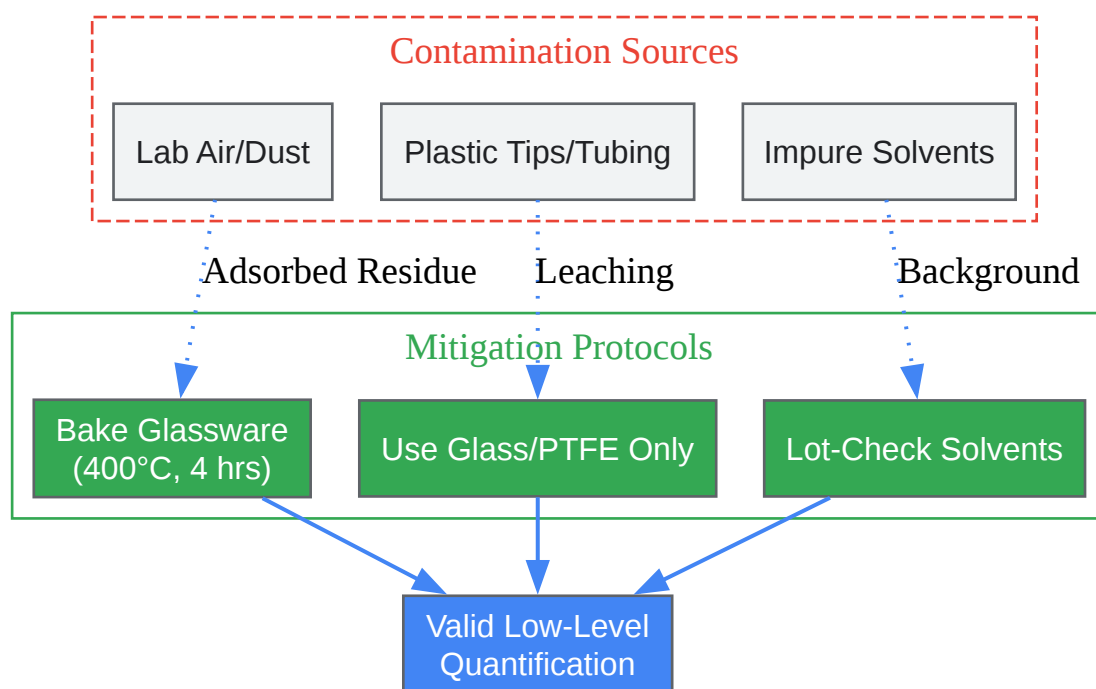 Contamination Sources
Lab Air/Dust
Plastic Tips/Tubing
Impure Solvents
Adsorbed Residue
Leaching
Background
Mitigation Protocols
Bake Glassware
(400°C, 4 hrs)
Use Glass/PTFE Only
Lot-Check Solvents
Valid Low-Level
Quantification